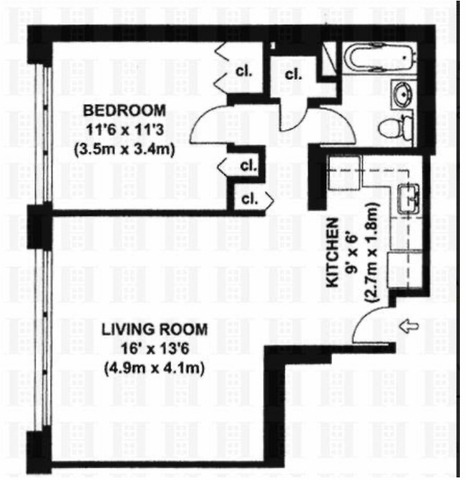 cl.
cl.
BEDROOM
11'6 x 11'3
(3.5m x 3.4m)
cl.
cl.
KITCHEN
9' x 6'
(2.7m x 1.8m)
LIVING ROOM
16' x 13'6
(4.9m x 4.1m)